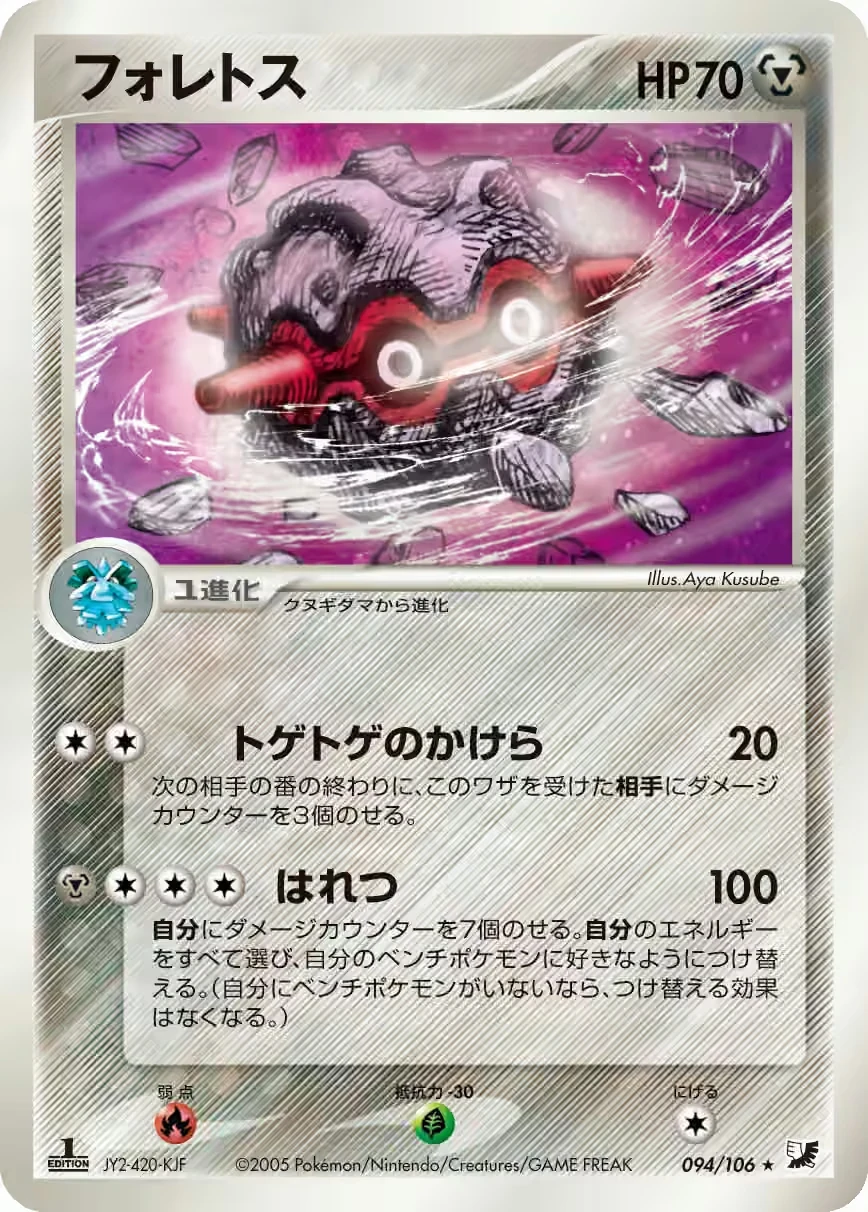 フォレトス HP70
Illus.Aya Kusube
1進化
クヌギダマから進化
トゲトゲのかけら 20
次の相手の番の終わりに、このワザを受けた相手にダメージ
カウンターを3個のせる。
はれつ 100
自分にダメージカウンターを7個のせる。自分のエネルギー
をすべて選び、自分のベンチポケモンに好きなようにつけ替
える。(自分にベンチポケモンがいないなら、つけ替える効果
はなくなる。)
弱点 抵抗力 -30 にげる
1 EDITION JY2-420-KJF ©2005 Pokémon/Nintendo/Creatures/GAME FREAK 094/106 ★